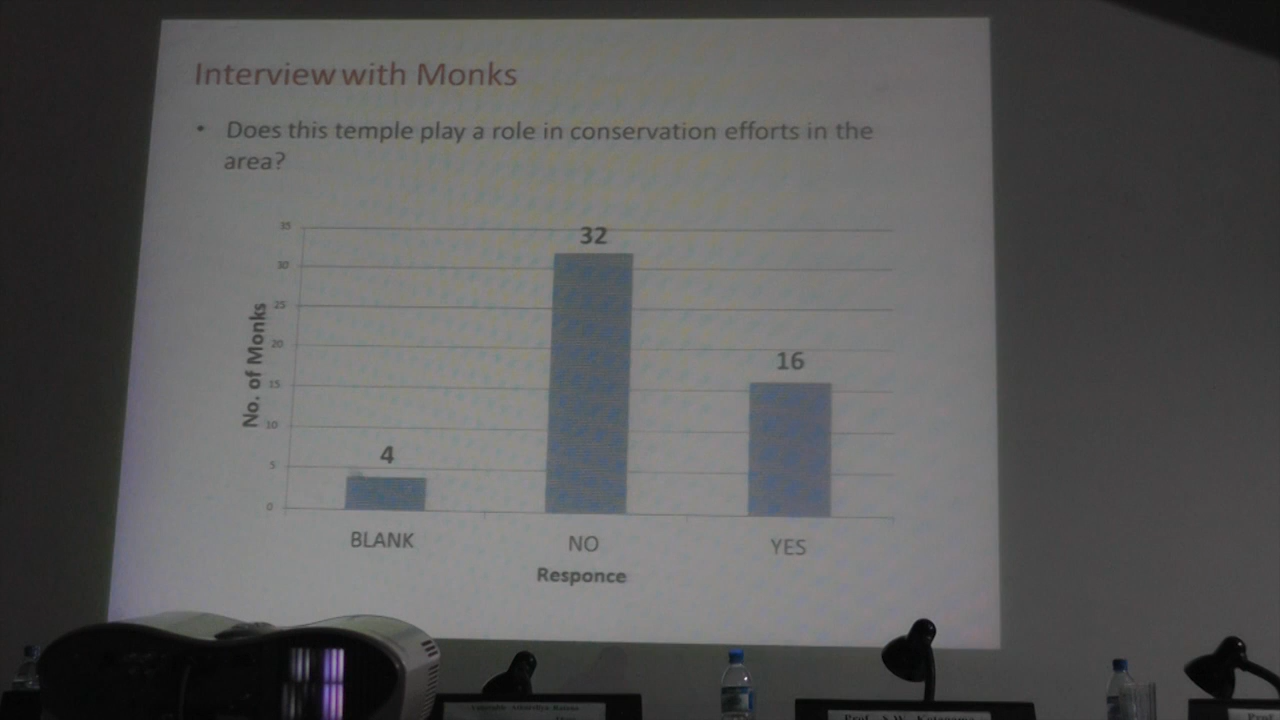 Interview with Monks
• Does this temple play a role in conservation efforts in the
area?
35
30
25
20
15
10
5
0
No. of Monks
4
32
16
BLANK
NO
YES
Responce
Prof.